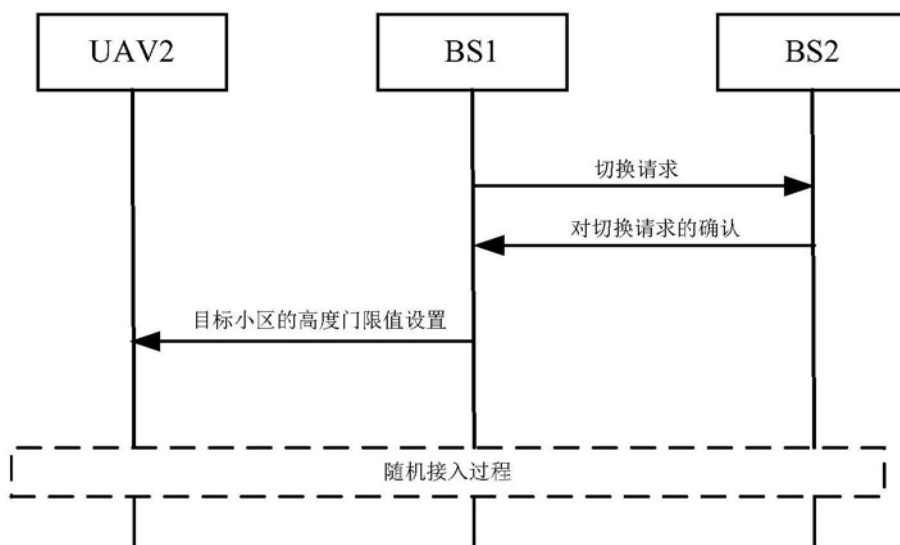 UAV2
BS1
BS2
切换请求
对切换请求的确认
目标小区的高度门限值设置
随机接入过程